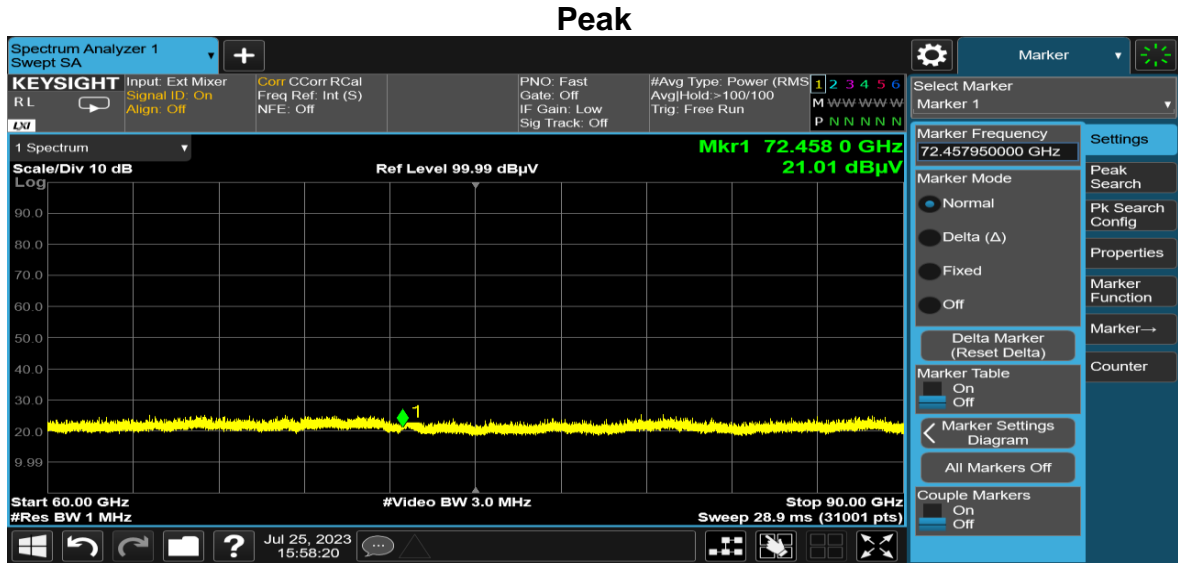 Peak
Spectrum Analyzer 1
Swept SA
Marker
KEYSIGHT
R L
LXI
Input: Ext Mixer
Signal ID: On
Align: Off
Corr CCorr RCal
Freq Ref: Int (S)
NFE: Off
PNO: Fast
Gate: Off
IF Gain: Low
Sig Track: Off
#Avg Type: Power (RMS
Avg|Hold:>100/100
Trig: Free Run
1 2 3 4 5 6
M W W W W W
P N N N N N
Select Marker
Marker 1
1 Spectrum
Scale/Div 10 dB
Ref Level 99.99 dBµV
Mkr1 72.458 0 GHz
21.01 dBµV
Log
90.0
80.0
70.0
60.0
50.0
40.0
30.0
20.0
9.99
1
Start 60.00 GHz
#Res BW 1 MHz
#Video BW 3.0 MHz
Stop 90.00 GHz
Sweep 28.9 ms (31001 pts)
Marker Frequency
72.457950000 GHz
Marker Mode
Normal
Delta (Δ)
Fixed
Off
Delta Marker
(Reset Delta)
Marker Table
On
Off
Marker Settings
Diagram
All Markers Off
Couple Markers
On
Off
Settings
Peak
Search
Pk Search
Config
Properties
Marker
Function
Marker→
Counter
?
Jul 25, 2023
15:58:20